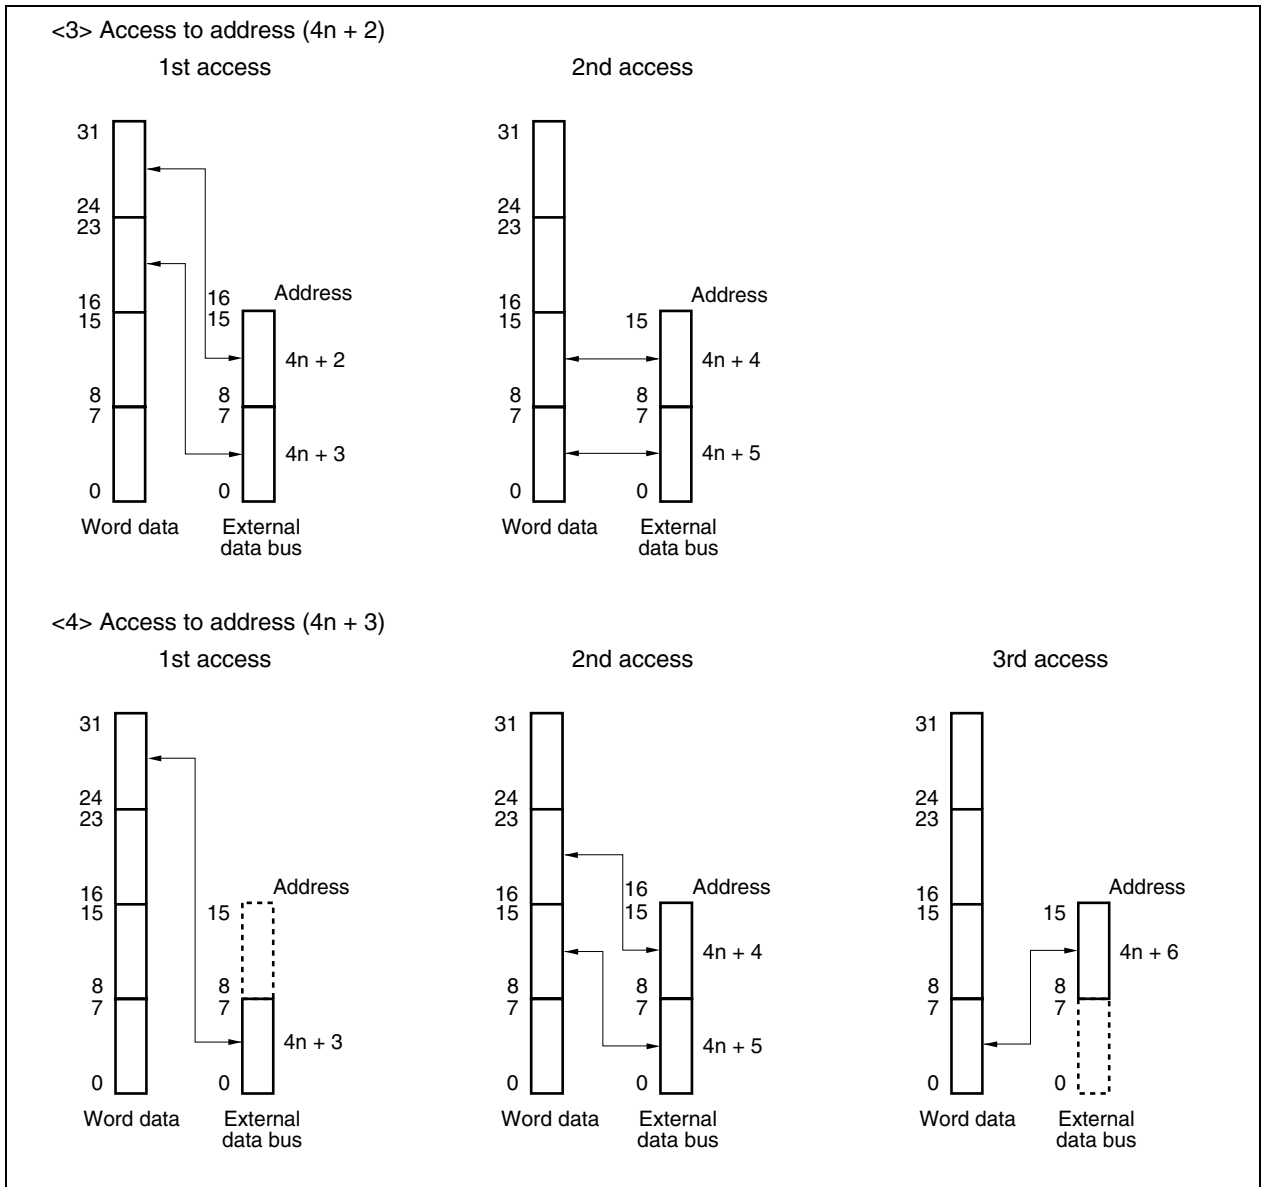 <3> Access to address (4n + 2)
1st access
2nd access
31
24
23
16
15
8
7
0
Word data
16
15
8
7
0
Address
4n + 2
4n + 3
External
data bus
31
24
23
16
15
8
7
0
Word data
15
8
7
0
Address
4n + 4
4n + 5
External
data bus
<4> Access to address (4n + 3)
1st access
2nd access
3rd access
31
24
23
16
15
8
7
0
Word data
15
8
7
0
Address
4n + 3
External
data bus
31
24
23
16
15
8
7
0
Word data
16
15
8
7
0
Address
4n + 4
4n + 5
External
data bus
31
24
23
16
15
8
7
0
Word data
15
8
7
0
Address
4n + 6
External
data bus